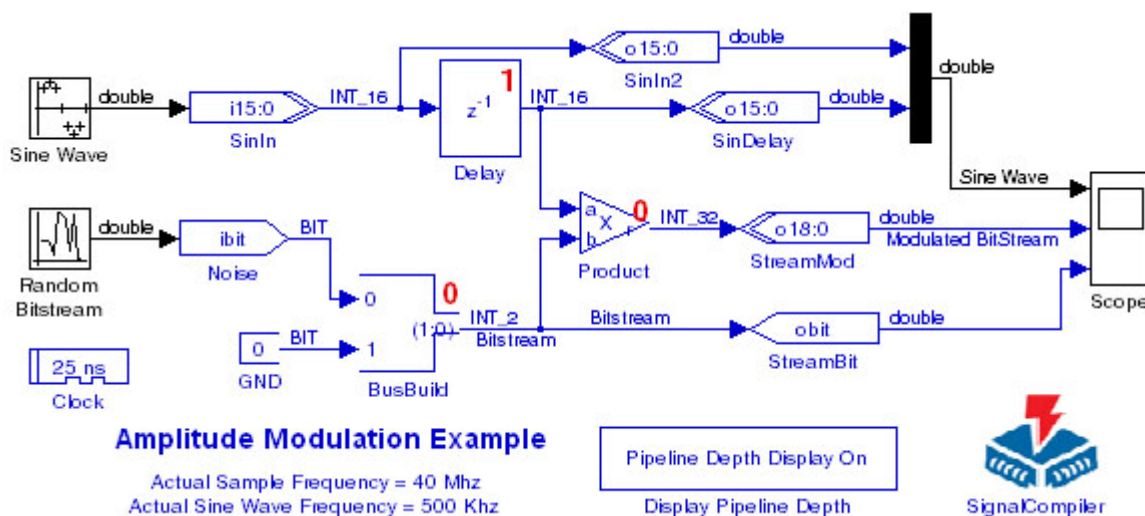 double
o15:0
double
SinIn2
double
i15:0
INT_16
z⁻¹
1
INT_16
o15:0
double
Sine Wave
SinIn
Delay
SinDelay
Sine Wave
double
ibit
BIT
a
b
x
r
0
INT_32
o18:0
double
Modulated BitStream
Random
Bitstream
Noise
Product
StreamMod
Scope
0
0
(1:0)
INT_2
Bitstream
Bitstream
obit
double
StreamBit
0
BIT
1
GND
BusBuild
25 ns
Clock
Amplitude Modulation Example
Actual Sample Frequency = 40 Mhz
Actual Sine Wave Frequency = 500 Khz
Pipeline Depth Display On
Display Pipeline Depth
SignalCompiler